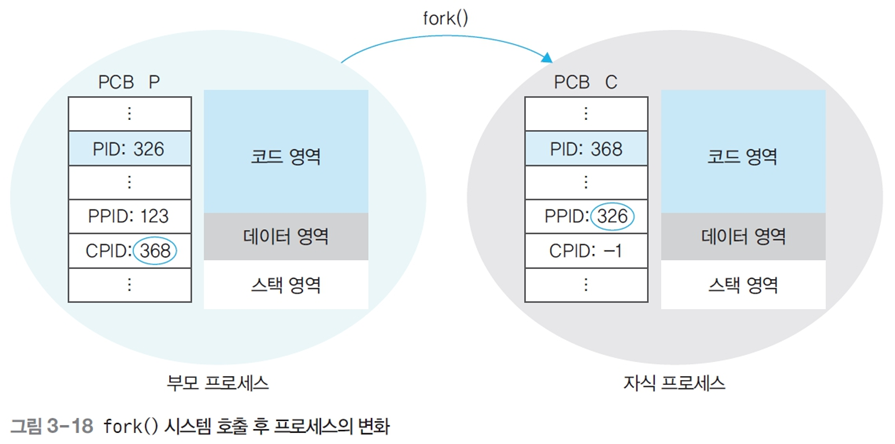 fork()
PCB P
⋮
PID: 326
⋮
PPID: 123
CPID: 368
⋮
코드 영역
데이터 영역
스택 영역
부모 프로세스
PCB C
⋮
PID: 368
⋮
PPID: 326
CPID: -1
⋮
코드 영역
데이터 영역
스택 영역
자식 프로세스
그림 3-18 fork() 시스템 호출 후 프로세스의 변화